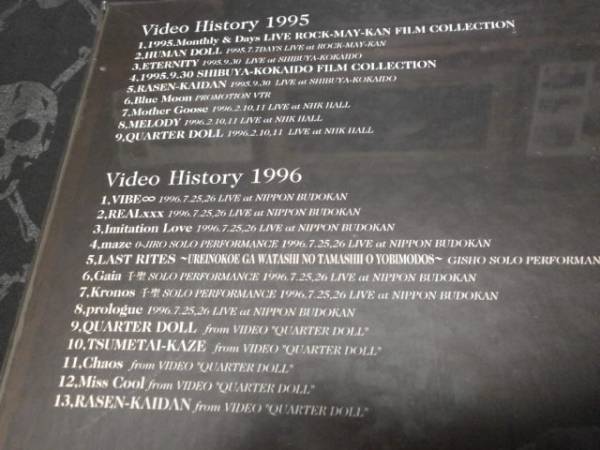 Video History 1995
1,1995.Monthly & Days LIVE ROCK-MAY-KAN FILM COLLECTION
2,HUMAN DOLL 1995.7.7DAYS LIVE at ROCK-MAY-KAN
3,ETERNITY 1995.9.30 LIVE at SHIBUYA-KOKAIDO
4,1995.9.30 SHIBUYA-KOKAIDO FILM COLLECTION
5,RASEN-KAIDAN 1995.9.30 LIVE at SHIBUYA-KOKAIDO
6,Blue Moon PROMOTION VTR
7,Mother Goose 1996.2.10,11 LIVE at NHK HALL
8,MELODY 1996.2.10,11 LIVE at NHK HALL
9,QUARTER DOLL 1996.2.10,11 LIVE at NHK HALL
Video History 1996
1,VIBE∞ 1996.7.25,26 LIVE at NIPPON BUDOKAN
2,REALxxx 1996.7.25,26 LIVE at NIPPON BUDOKAN
3,Imitation Love 1996.7.25,26 LIVE at NIPPON BUDOKAN
4,maze O-JIRO SOLO PERFORMANCE 1996.7.25,26 LIVE at NIPPON BUDOKAN
5,LAST RITES ~UREINOKOE GA WATASHI NO TAMASHII O YOBIMODOS~ GISHO SOLO PERFORMAN
6,Gaia 千聖 SOLO PERFORMANCE 1996.7.25,26 LIVE at NIPPON BUDOKAN
7,Kronos 千聖 SOLO PERFORMANCE 1996.7.25,26 LIVE at NIPPON BUDOKAN
8,prologue 1996.7.25,26 LIVE at NIPPON BUDOKAN
9,QUARTER DOLL from VIDEO "QUARTER DOLL"
10,TSUMETAI-KAZE from VIDEO "QUARTER DOLL"
11,Chaos from VIDEO "QUARTER DOLL"
12,Miss Cool from VIDEO "QUARTER DOLL"
13,RASEN-KAIDAN from VIDEO "QUARTER DOLL"